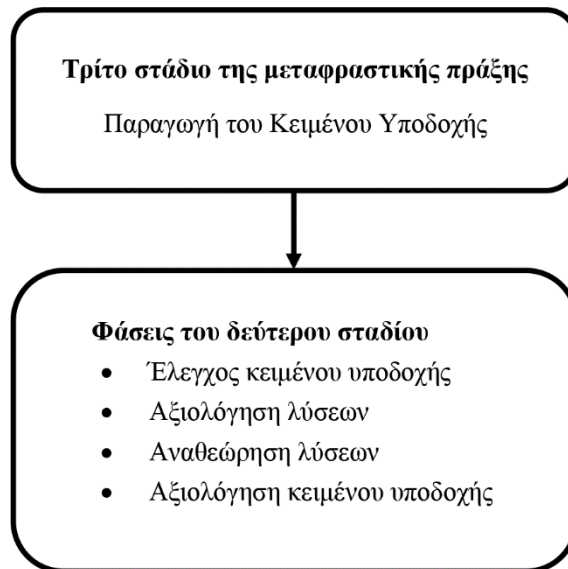 Τρίτο στάδιο της μεταφραστικής πράξης
Παραγωγή του Κειμένου Υποδοχής
Φάσεις του δεύτερου σταδίου
• Έλεγχος κειμένου υποδοχής
• Αξιολόγηση λύσεων
• Αναθεώρηση λύσεων
• Αξιολόγηση κειμένου υποδοχής